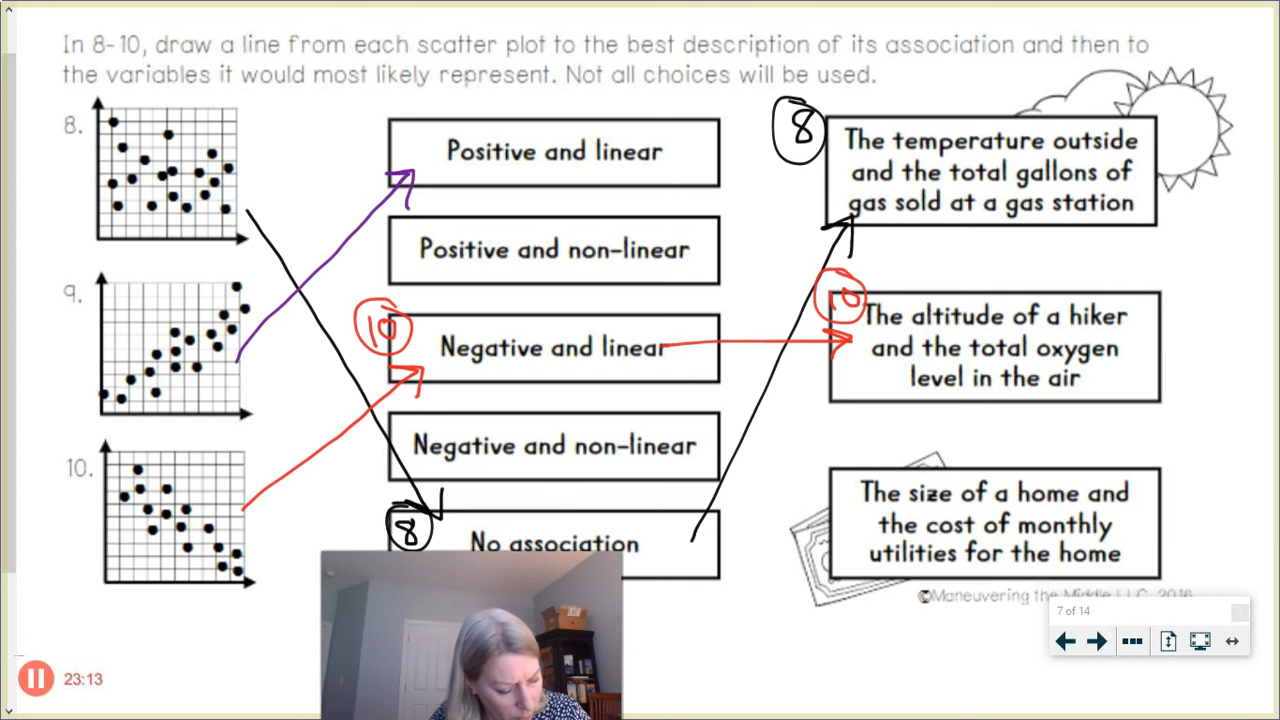 In 8-10, draw a line from each scatter plot to the best description of its association and then to
the variables it would most likely represent. Not all choices will be used.
8.
9.
10.
Positive and linear
Positive and non-linear
10
Negative and linear
Negative and non-linear
8
No association
8
The temperature outside
and the total gallons of
gas sold at a gas station
10
The altitude of a hiker
and the total oxygen
level in the air
The size of a home and
the cost of monthly
utilities for the home
©Maneuvering the Middle LLC, 2016
7 of 14
x
23:13